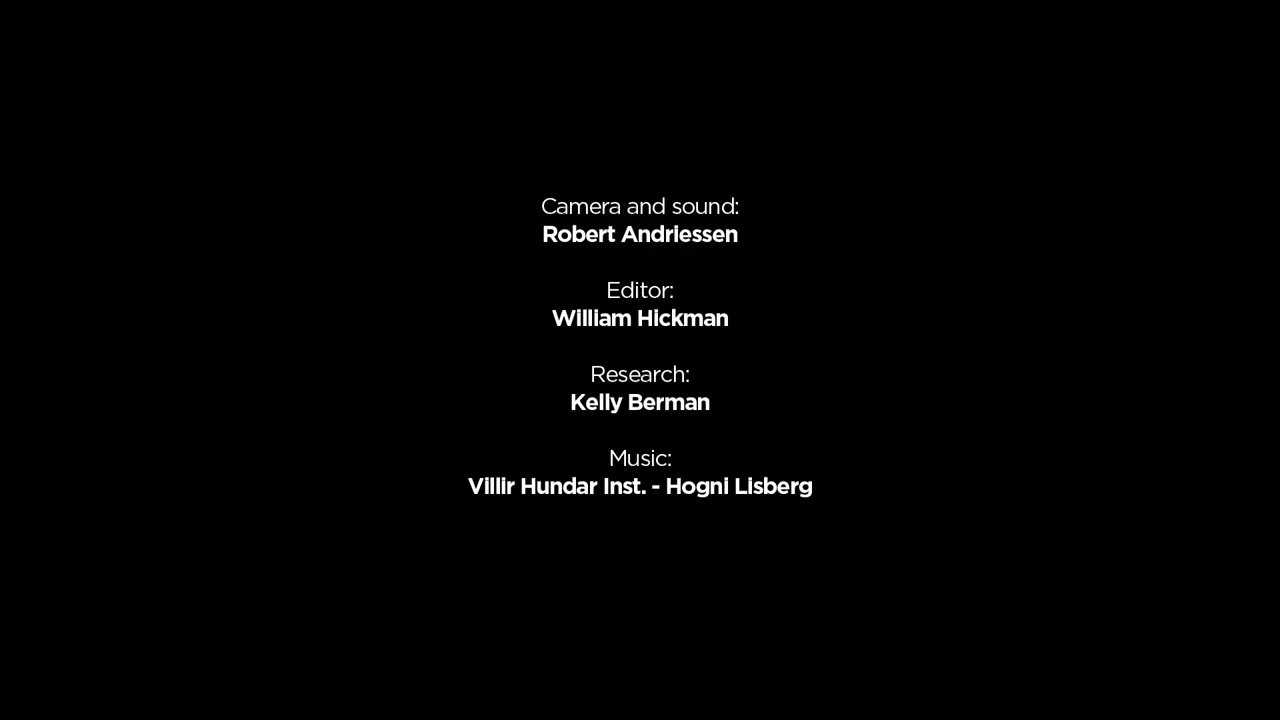 Camera and sound:
Robert Andriessen
Editor:
William Hickman
Research:
Kelly Berman
Music:
Villir Hundar Inst. - Hogni Lisberg